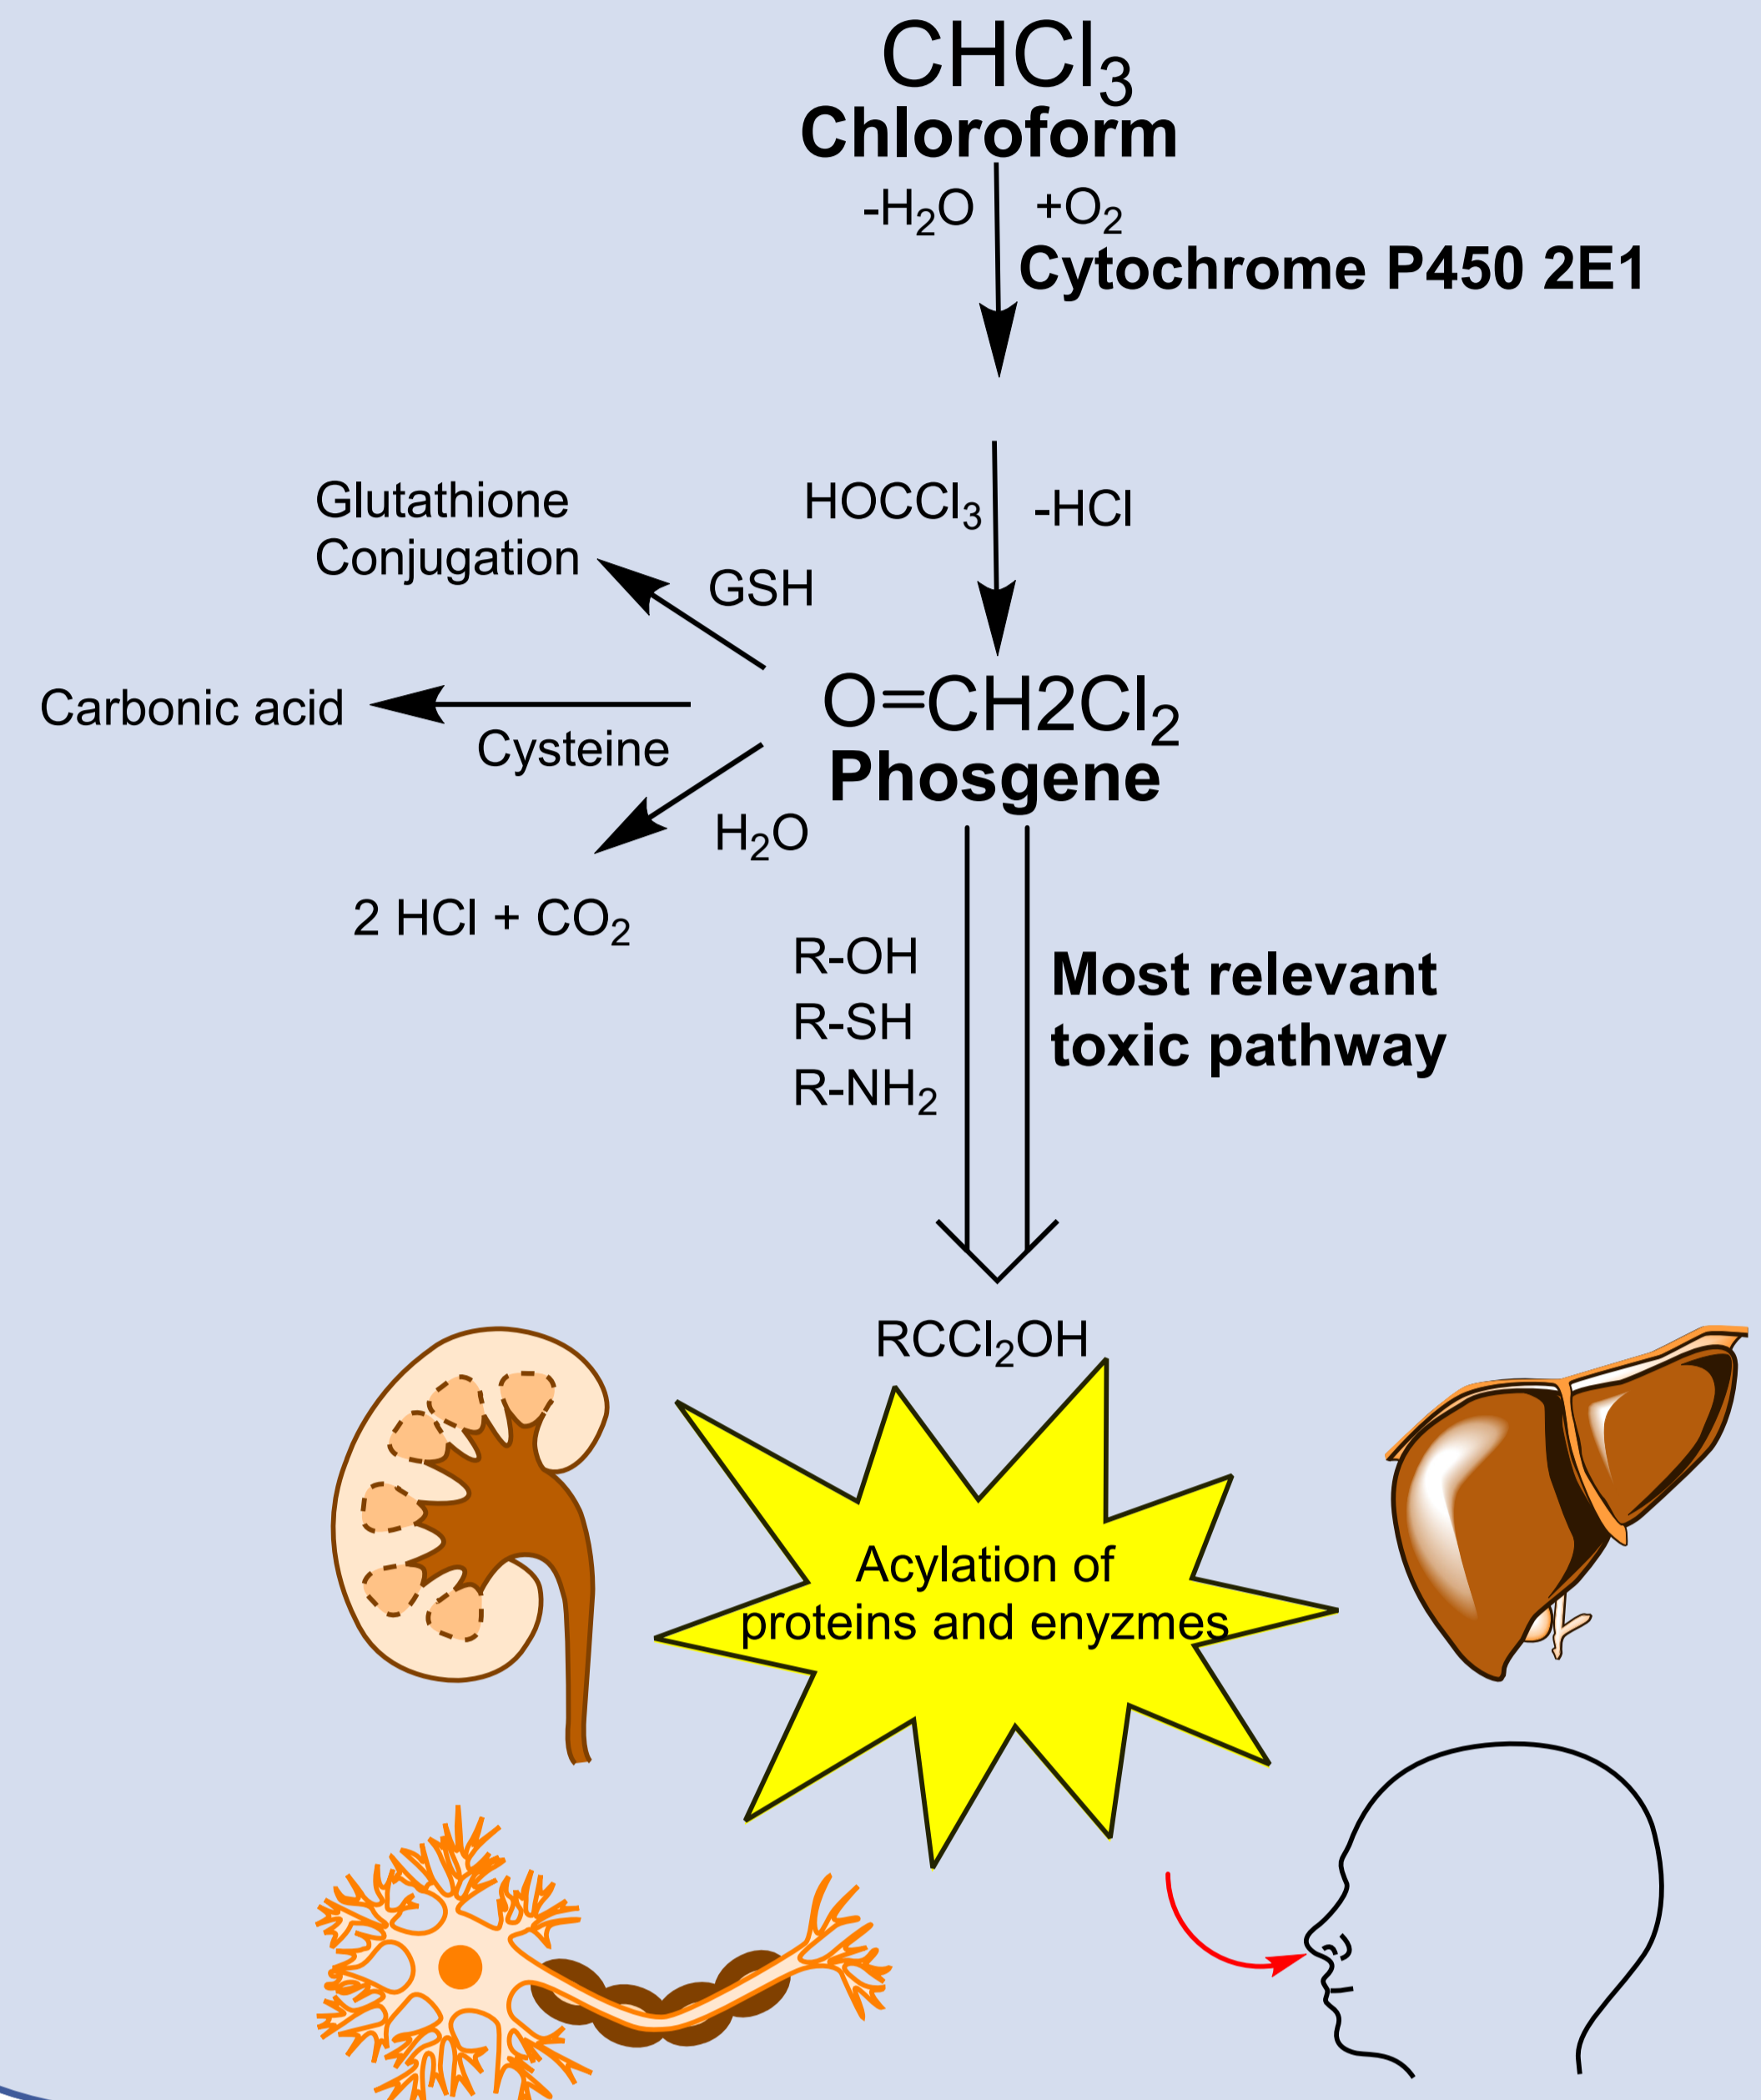 CHCl₃
Chloroform
-H₂O +O₂
Cytochrome P450 2E1
HOCCl₃ -HCl
Glutathione
Conjugation
GSH
O=CH2Cl₂
Phosgene
Carbonic acid
Cysteine
H₂O
2 HCl + CO₂
R-OH
R-SH
R-NH₂
Most relevant
toxic pathway
RCCl₂OH
Acylation of
proteins and enyzmes